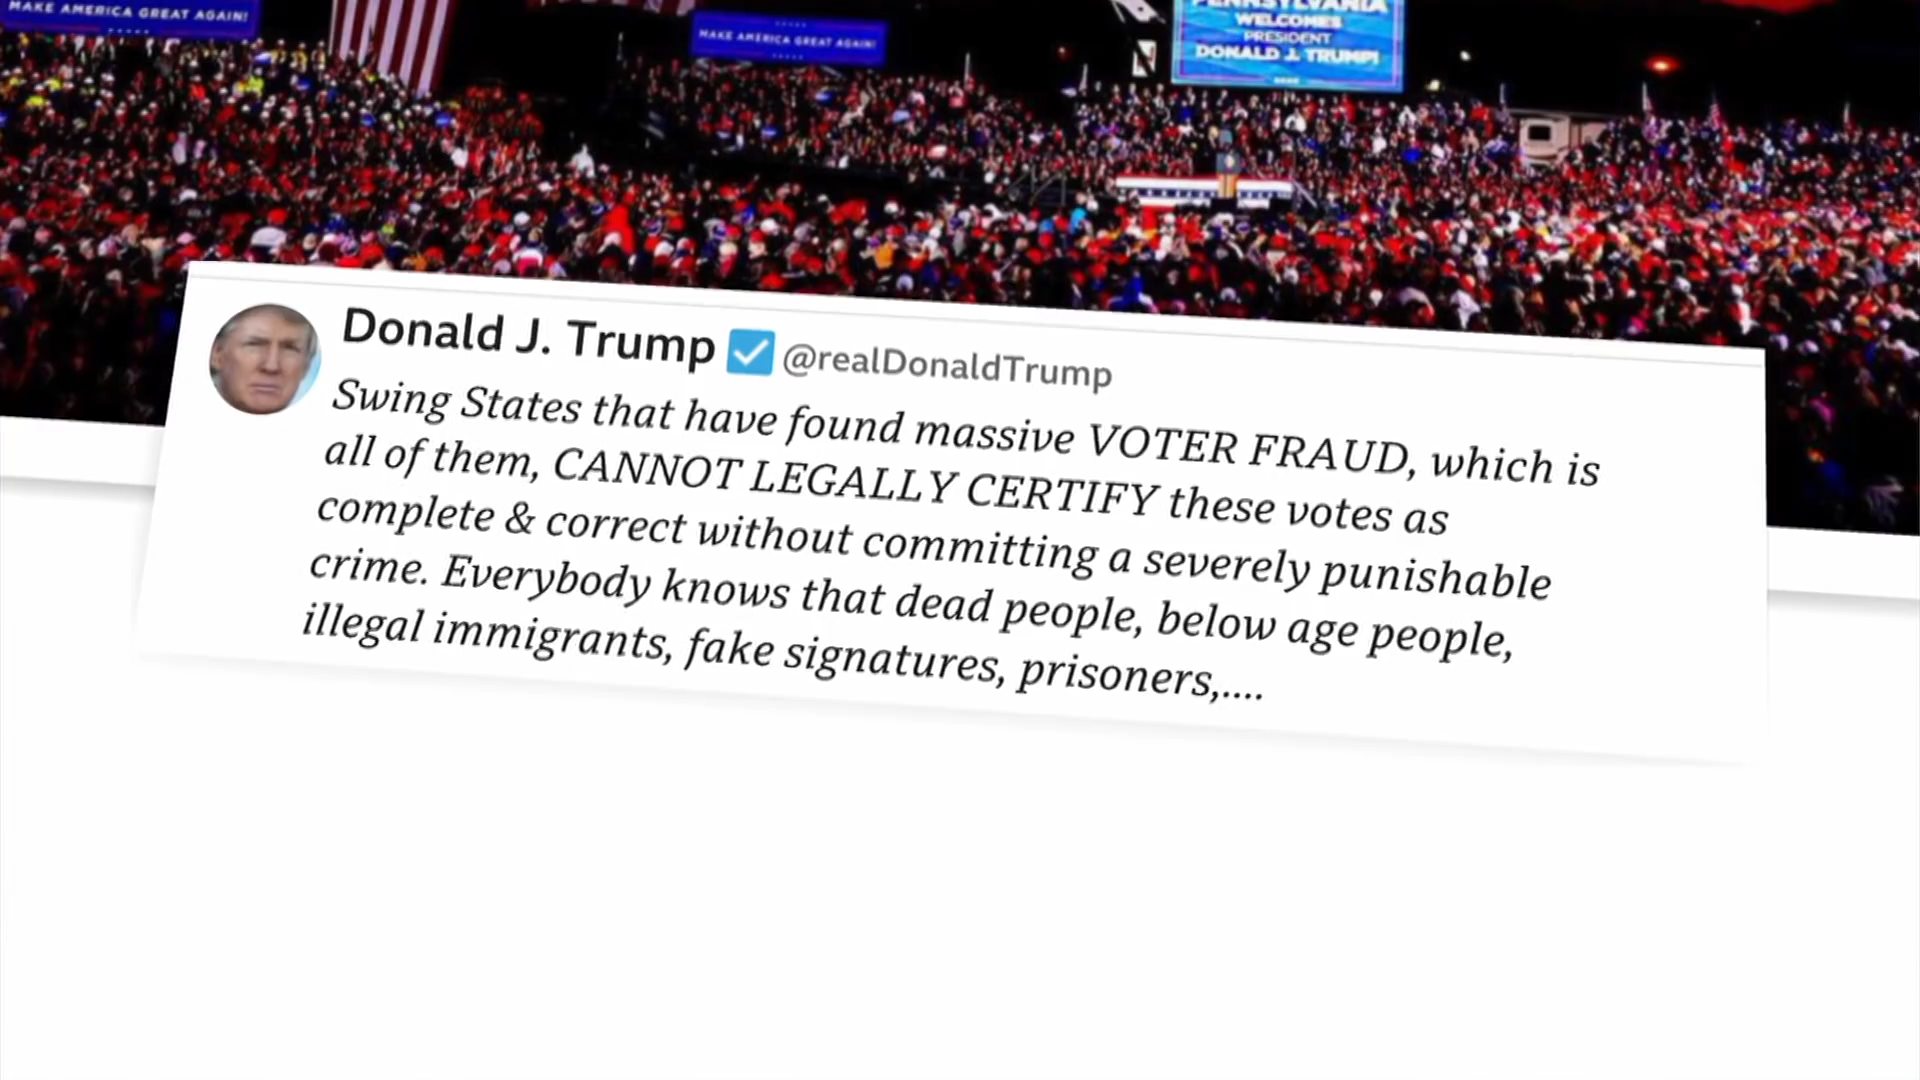 MAKE AMERICA GREAT AGAIN!
MAKE AMERICA GREAT AGAIN!
PENNSYLVANIA
WELCOMES
PRESIDENT
DONALD J. TRUMP!
Donald J. Trump @realDonaldTrump
Swing States that have found massive VOTER FRAUD, which is
all of them, CANNOT LEGALLY CERTIFY these votes as
complete & correct without committing a severely punishable
crime. Everybody knows that dead people, below age people,
illegal immigrants, fake signatures, prisoners,....